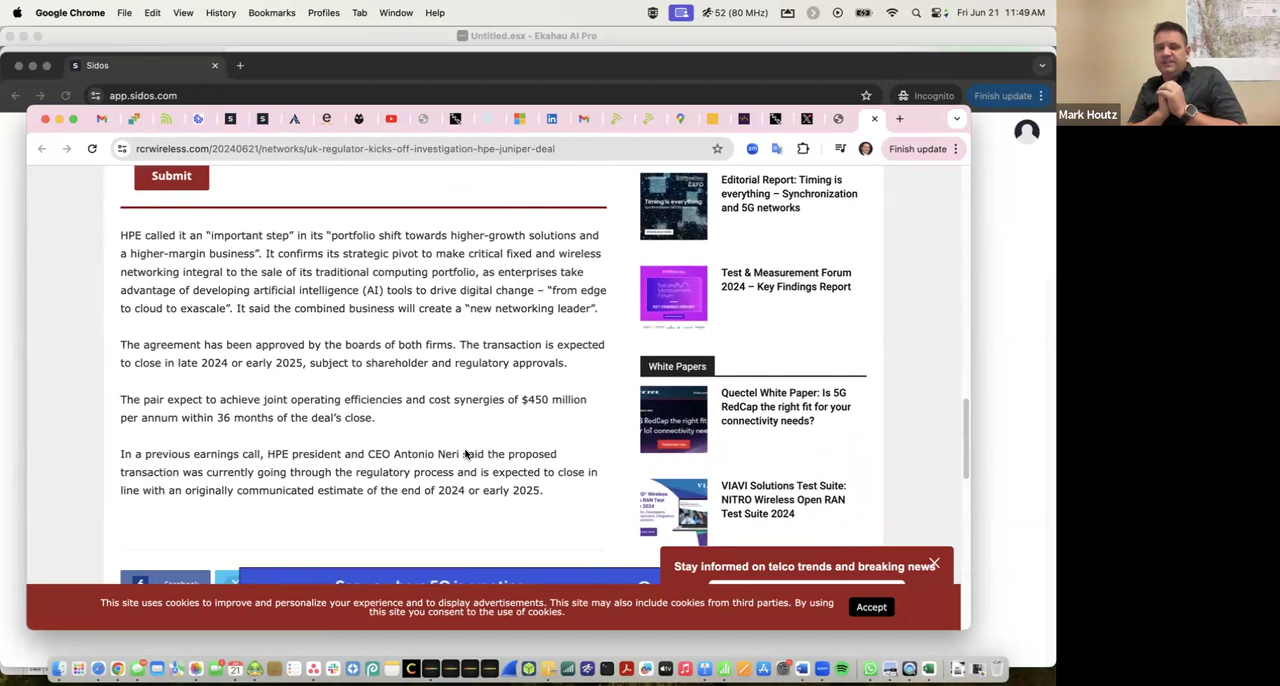 Google Chrome File Edit View History Bookmarks Profiles Tab Window Help 52 (80 MHz) Fri Jun 21 11:49 AM
Untitled.esx - Ekahau AI Pro
S Sidos
app.sidos.com Incognito Finish update
rcrwireless.com/20240621/networks/uk-regulator-kicks-off-investigation-hpe-juniper-deal Finish update
Mark Houtz
Submit
HPE called it an “important step” in its “portfolio shift towards higher-growth solutions and
a higher-margin business”. It confirms its strategic pivot to make critical fixed and wireless
networking integral to the sale of its traditional computing portfolio, as enterprises take
advantage of developing artificial intelligence (AI) tools to drive digital change – “from edge
to cloud to exascale”. It said the combined business will create a “new networking leader”.
The agreement has been approved by the boards of both firms. The transaction is expected
to close in late 2024 or early 2025, subject to shareholder and regulatory approvals.
The pair expect to achieve joint operating efficiencies and cost synergies of $450 million
per annum within 36 months of the deal’s close.
In a previous earnings call, HPE president and CEO Antonio Neri said the proposed
transaction was currently going through the regulatory process and is expected to close in
line with an originally communicated estimate of the end of 2024 or early 2025.
Editorial Report: Timing is
everything – Synchronization
and 5G networks
Test & Measurement Forum
2024 – Key Findings Report
White Papers
Quectel White Paper: Is 5G
RedCap the right fit for your
connectivity needs?
VIAVI Solutions Test Suite:
NITRO Wireless Open RAN
Test Suite 2024
Stay informed on telco trends and breaking news
Facebook
This site uses cookies to improve and personalize your experience and to display advertisements. This site may also include cookies from third parties. By using
this site you consent to the use of cookies.
Accept